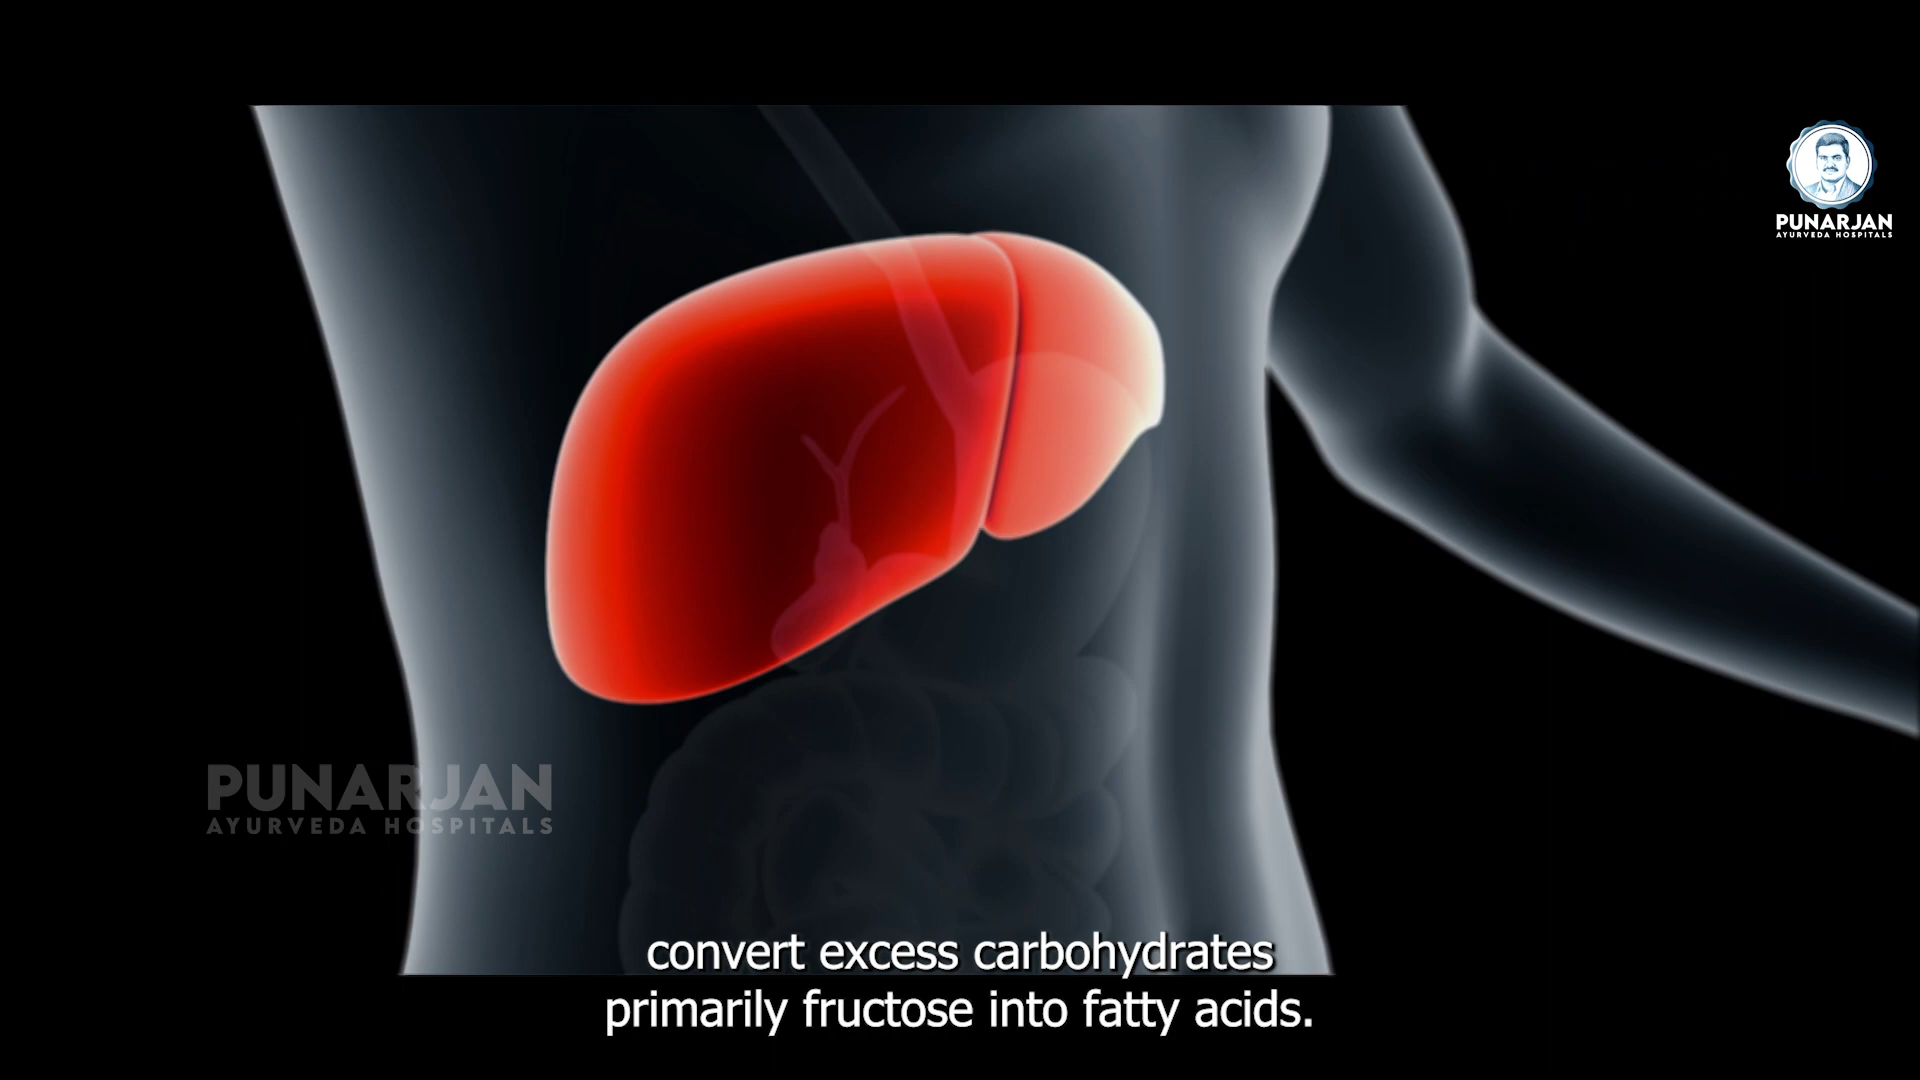 PUNARJAN
AYURVEDA HOSPITALS
PUNARJAN
AYURVEDA HOSPITALS
convert excess carbohydrates
primarily fructose into fatty acids.